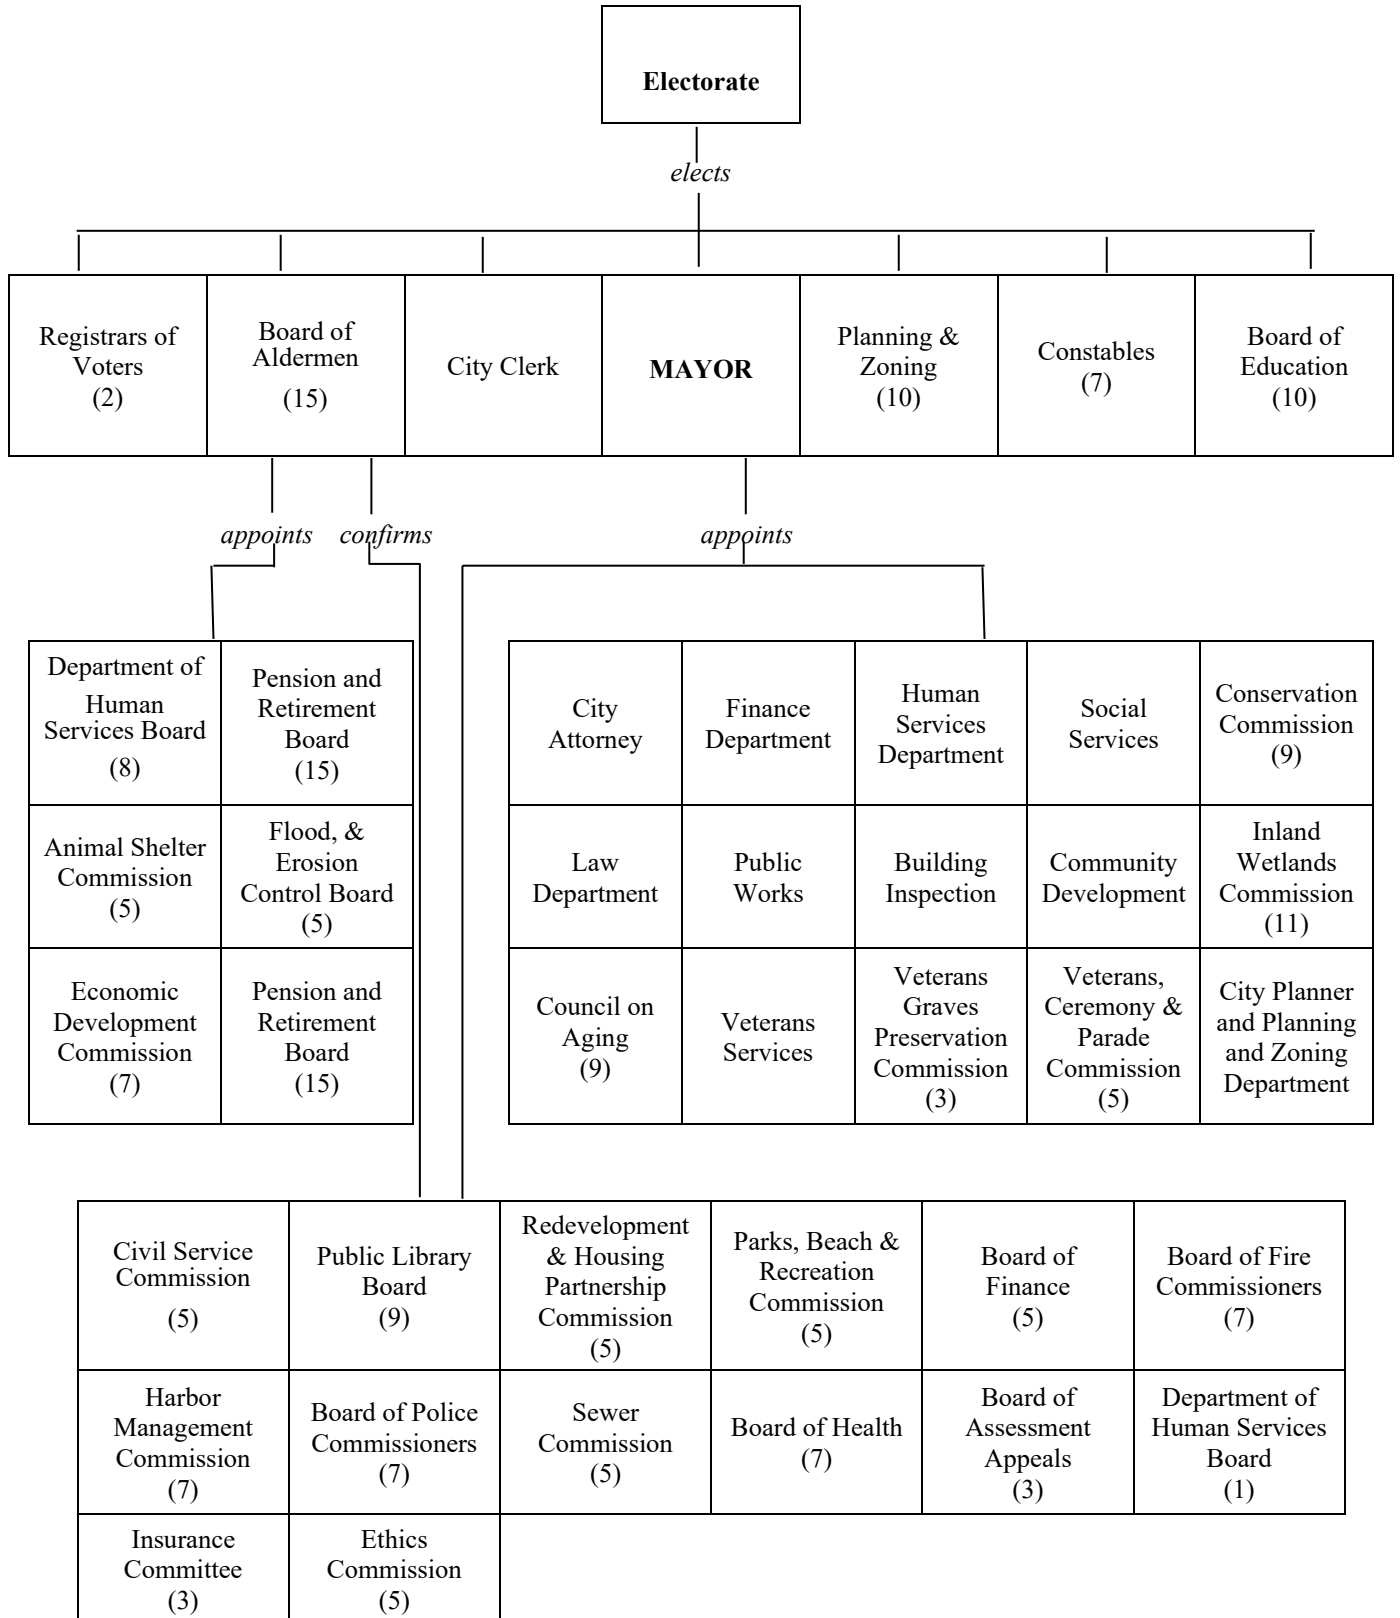 Electorate
elects
Registrars of
Voters
(2)
Board of
Aldermen
(15)
City Clerk
MAYOR
Planning &
Zoning
(10)
Constables
(7)
Board of
Education
(10)
appoints
confirms
appoints
Department of
Human
Services Board
(8)
Pension and
Retirement
Board
(15)
Animal Shelter
Commission
(5)
Flood, &
Erosion
Control Board
(5)
Economic
Development
Commission
(7)
Pension and
Retirement
Board
(15)
City
Attorney
Finance
Department
Human
Services
Department
Social
Services
Conservation
Commission
(9)
Law
Department
Public
Works
Building
Inspection
Community
Development
Inland
Wetlands
Commission
(11)
Council on
Aging
(9)
Veterans
Services
Veterans
Graves
Preservation
Commission
(3)
Veterans,
Ceremony &
Parade
Commission
(5)
City Planner
and Planning
and Zoning
Department
Civil Service
Commission
(5)
Public Library
Board
(9)
Redevelopment
& Housing
Partnership
Commission
(5)
Parks, Beach &
Recreation
Commission
(5)
Board of
Finance
(5)
Board of Fire
Commissioners
(7)
Harbor
Management
Commission
(7)
Board of Police
Commissioners
(7)
Sewer
Commission
(5)
Board of Health
(7)
Board of
Assessment
Appeals
(3)
Department of
Human Services
Board
(1)
Insurance
Committee
(3)
Ethics
Commission
(5)